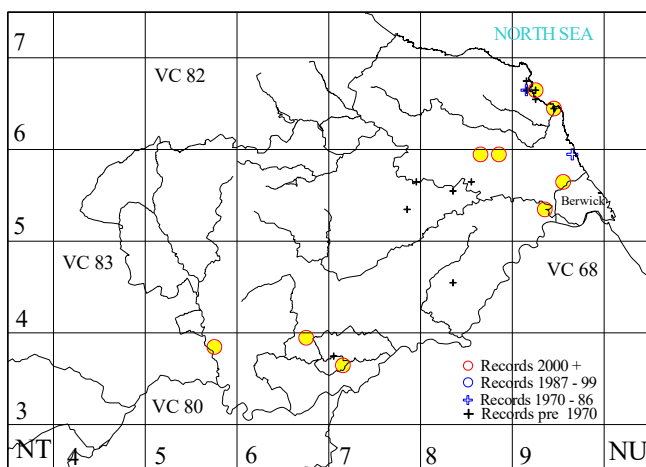 7
NORTH SEA
VC 82
6
Berwick
5
VC 83
VC 68
4
Records 2000 +
Records 1987 - 99
Records 1970 - 86
VC 80
Records pre 1970
3
NT 4 5 6 7 8 9 NU